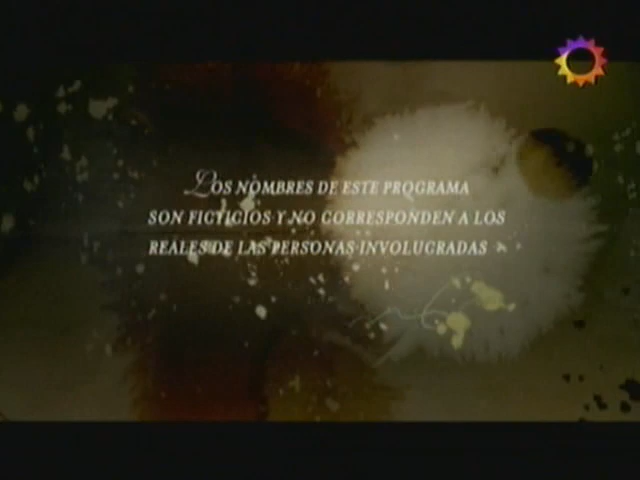 LOS NOMBRES DE ESTE PROGRAMA
SON FICTICIOS Y NO CORRESPONDEN A LOS
REALES DE LAS PERSONAS INVOLUCRADAS